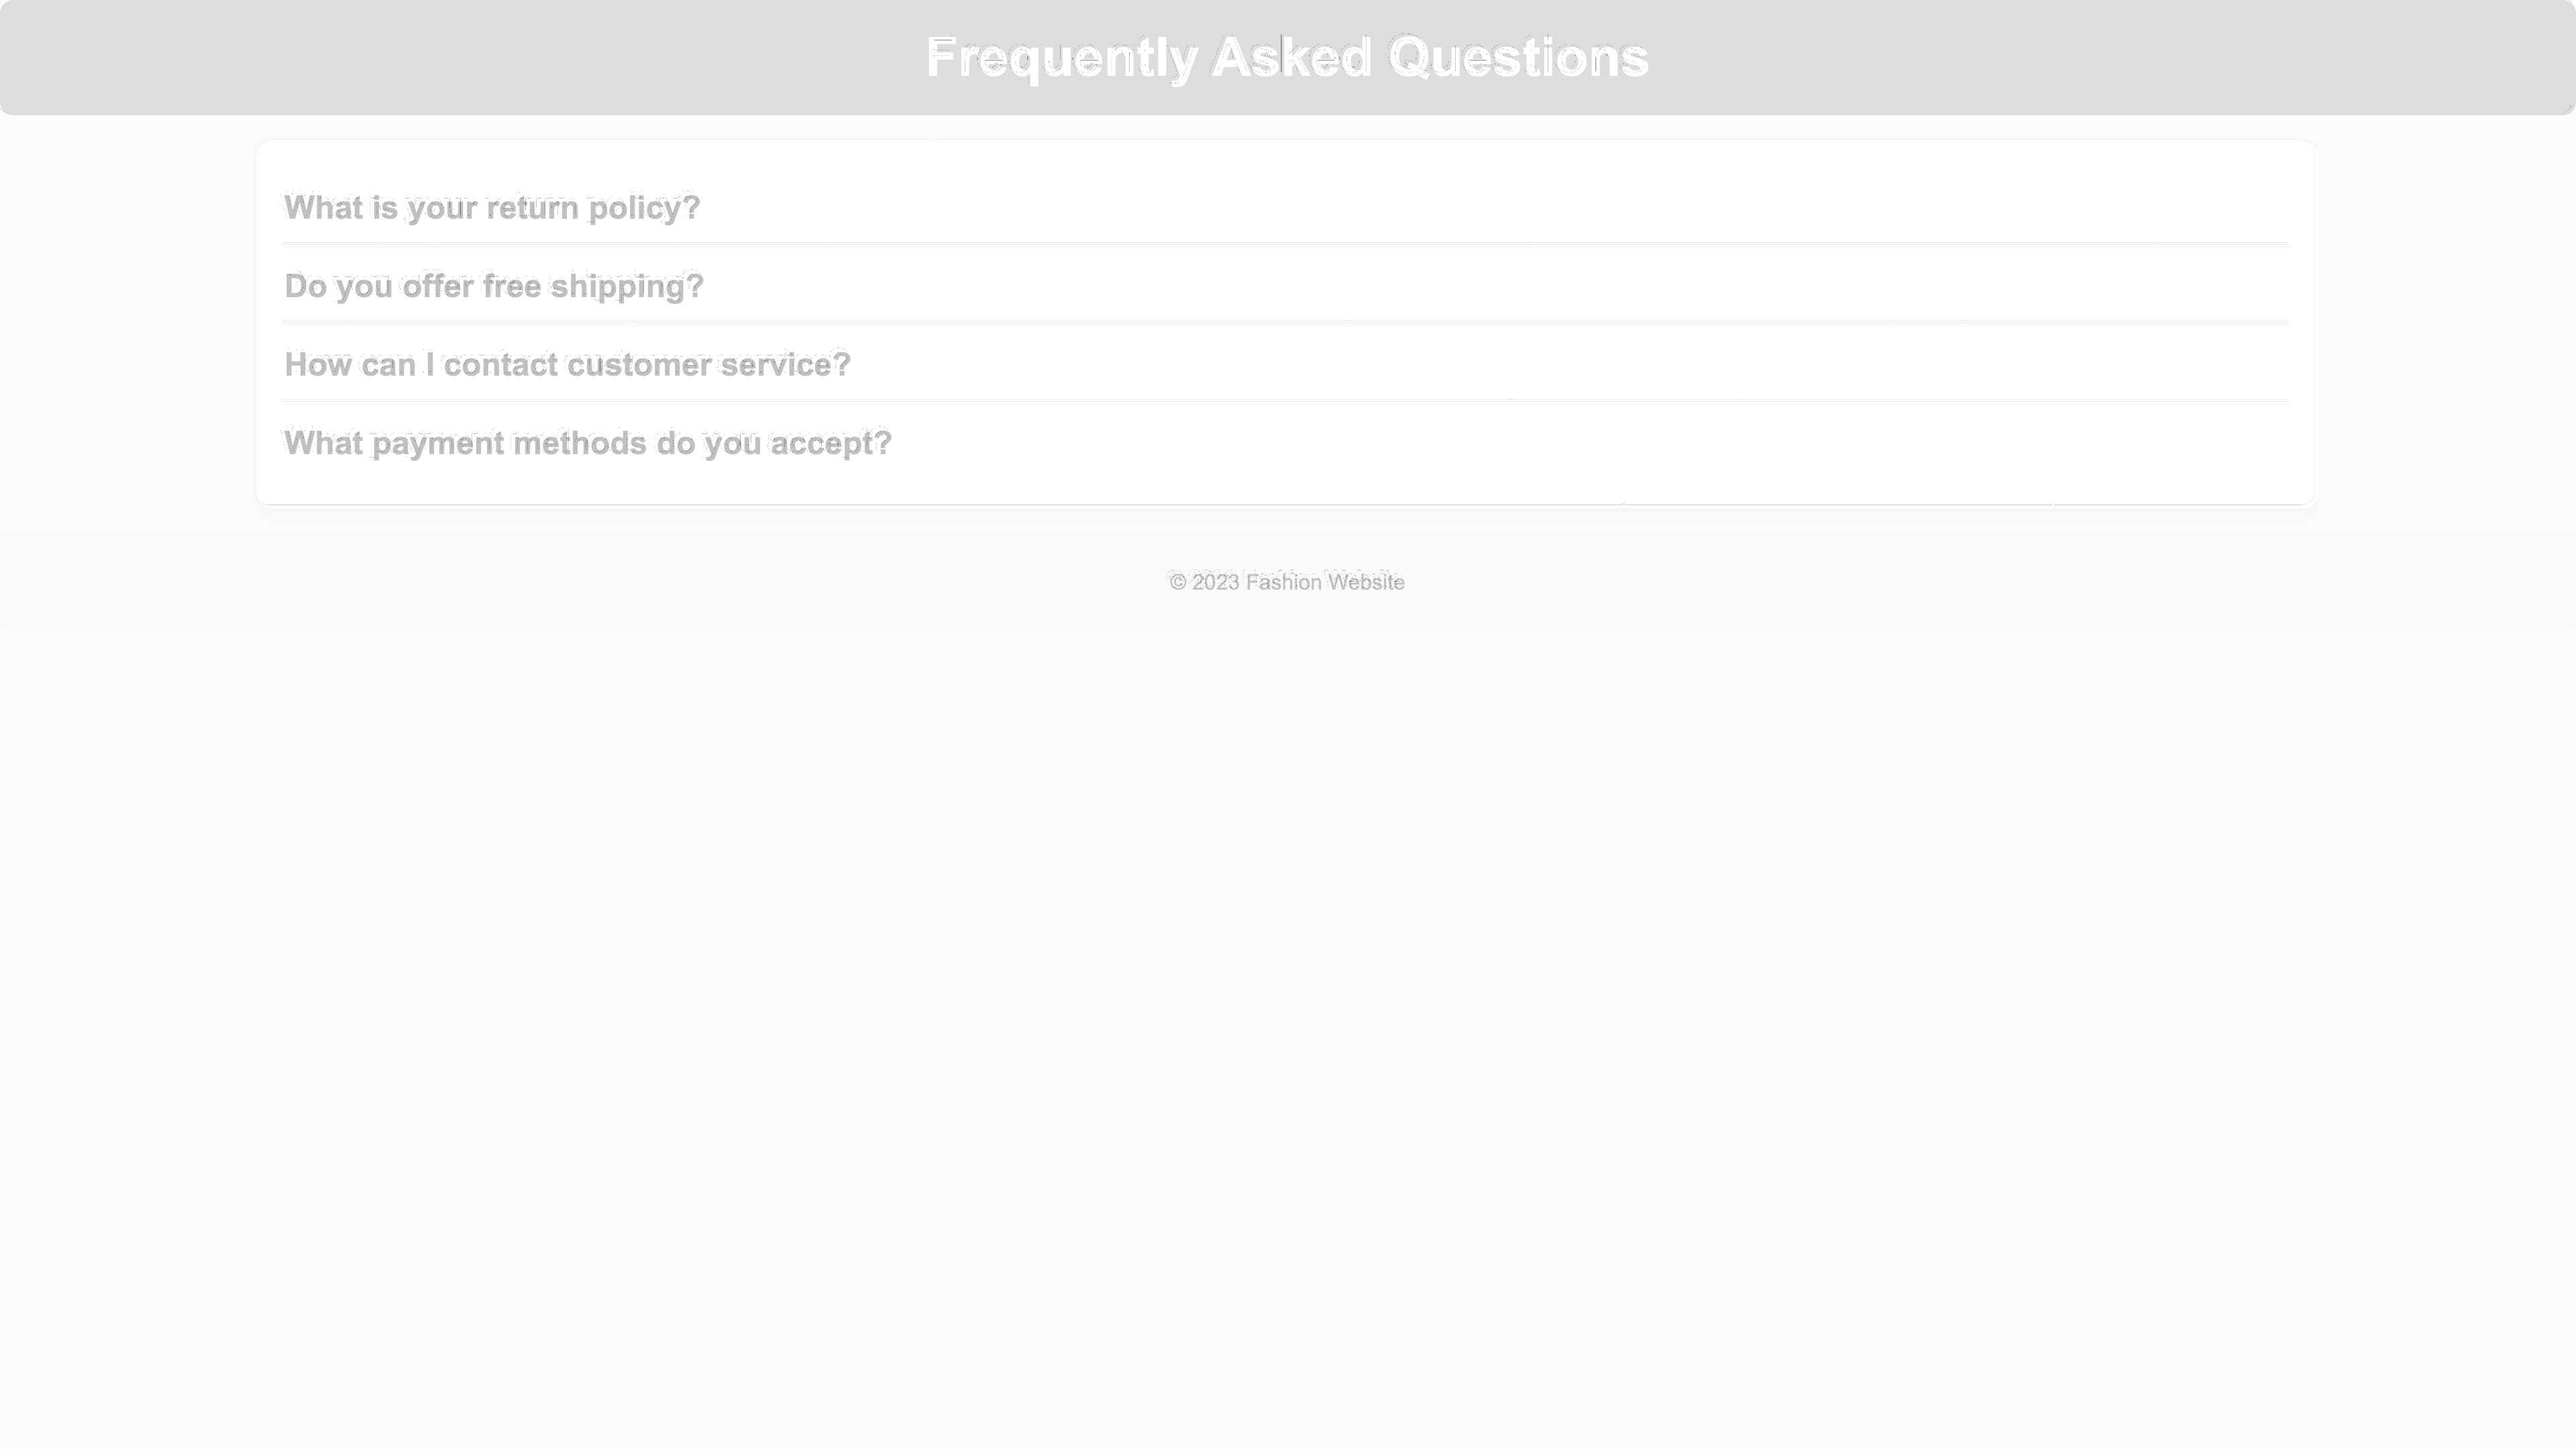 Frequently Asked Questions
What is your return policy?
Do you offer free shipping?
How can I contact customer service?
What payment methods do you accept?
© 2023 Fashion Website